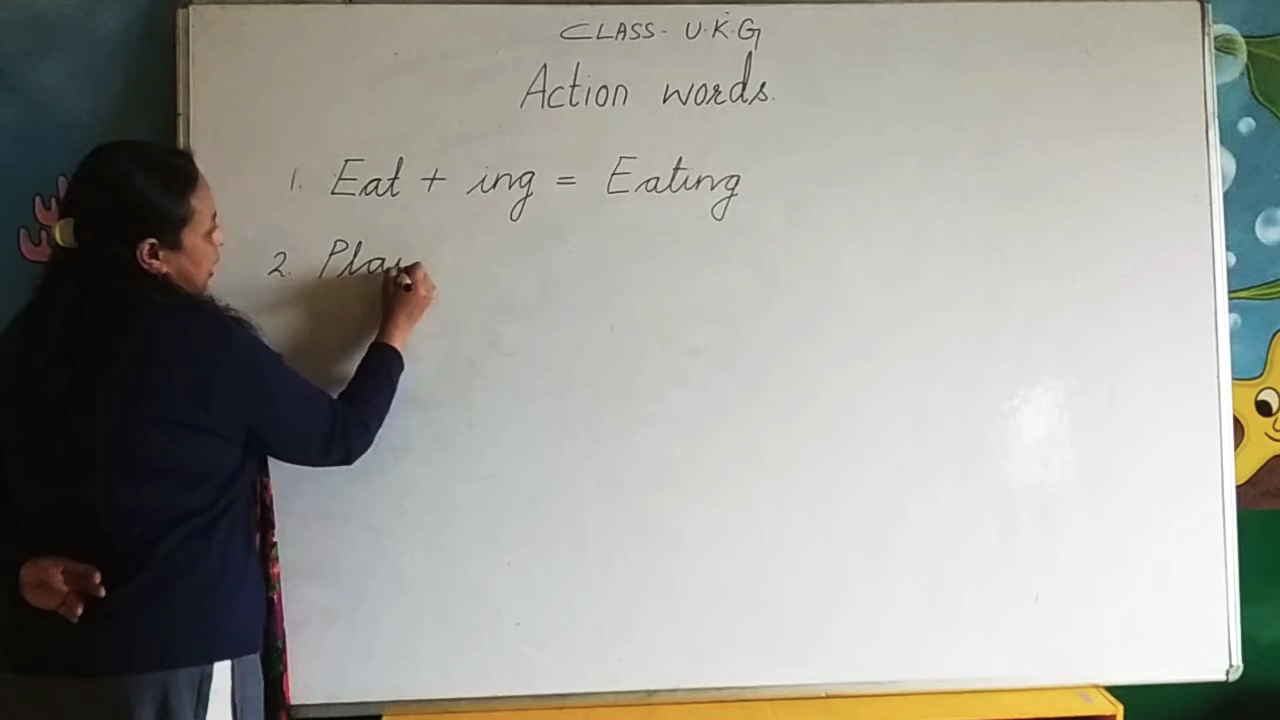 CLASS- U.K.G
Action words.
1. Eat + ing = Eating
2. Play